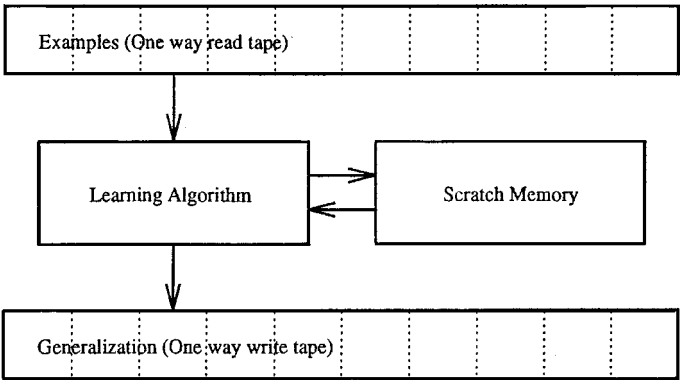 Examples (One way read tape)
Learning Algorithm
Scratch Memory
Generalization (One way write tape)